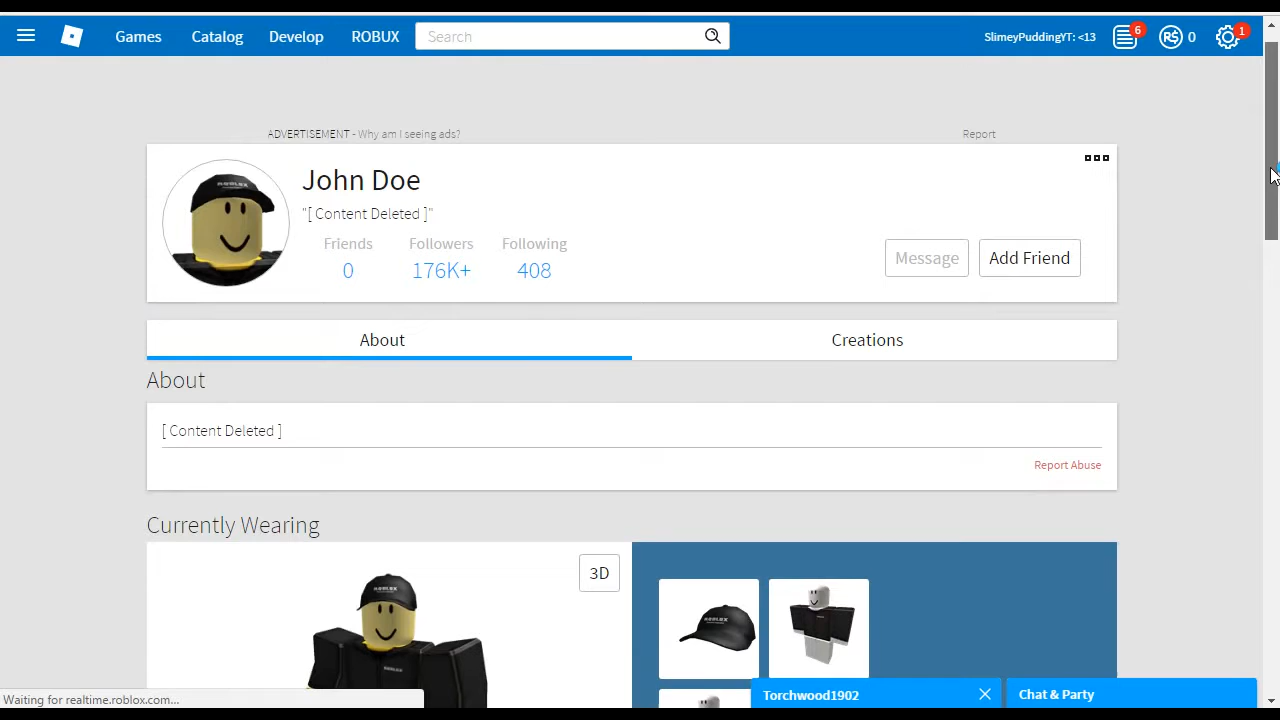 Games Catalog Develop ROBUX Search SlimeyPuddingYT: <13 6 R$ 0 1
ADVERTISEMENT - Why am I seeing ads? Report
John Doe
"[ Content Deleted ]"
Friends Followers Following
0 176K+ 408
Message Add Friend
About Creations
About
[ Content Deleted ]
Report Abuse
Currently Wearing
3D
ROBLOX
Torchwood1902 Chat & Party
Waiting for realtime.roblox.com...